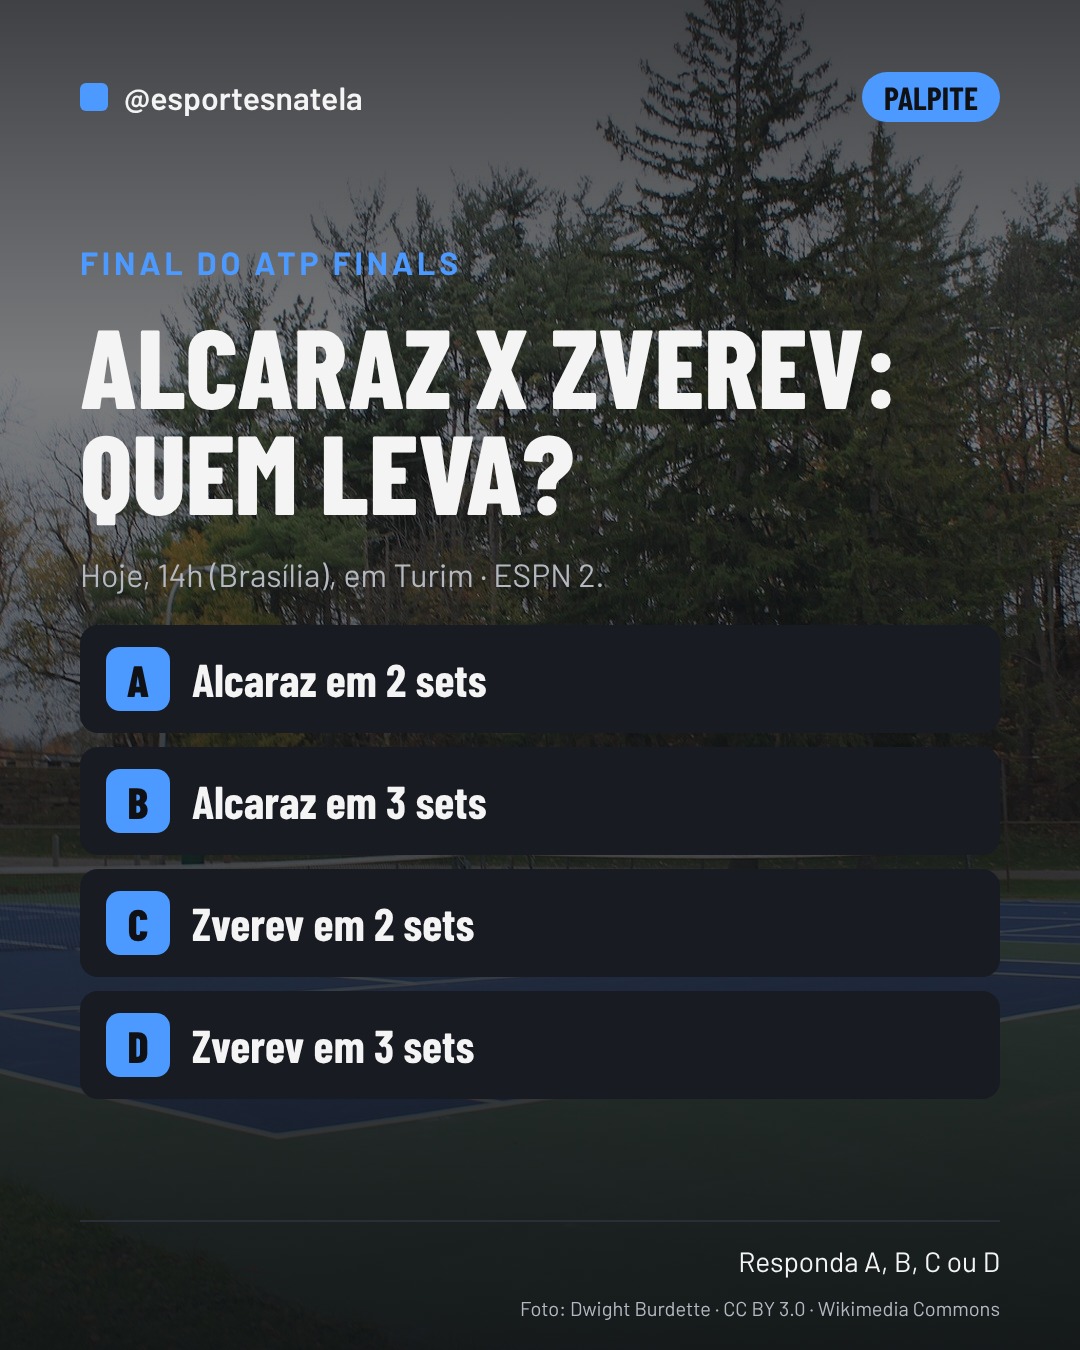 @esportesnatela
PALPITE
FINAL DO ATP FINALS
ALCARAZ X ZVEREV:
QUEM LEVA?
Hoje, 14h (Brasília), em Turim · ESPN 2.
A Alcaraz em 2 sets
B Alcaraz em 3 sets
C Zverev em 2 sets
D Zverev em 3 sets
Responda A, B, C ou D
Foto: Dwight Burdette · CC BY 3.0 · Wikimedia Commons